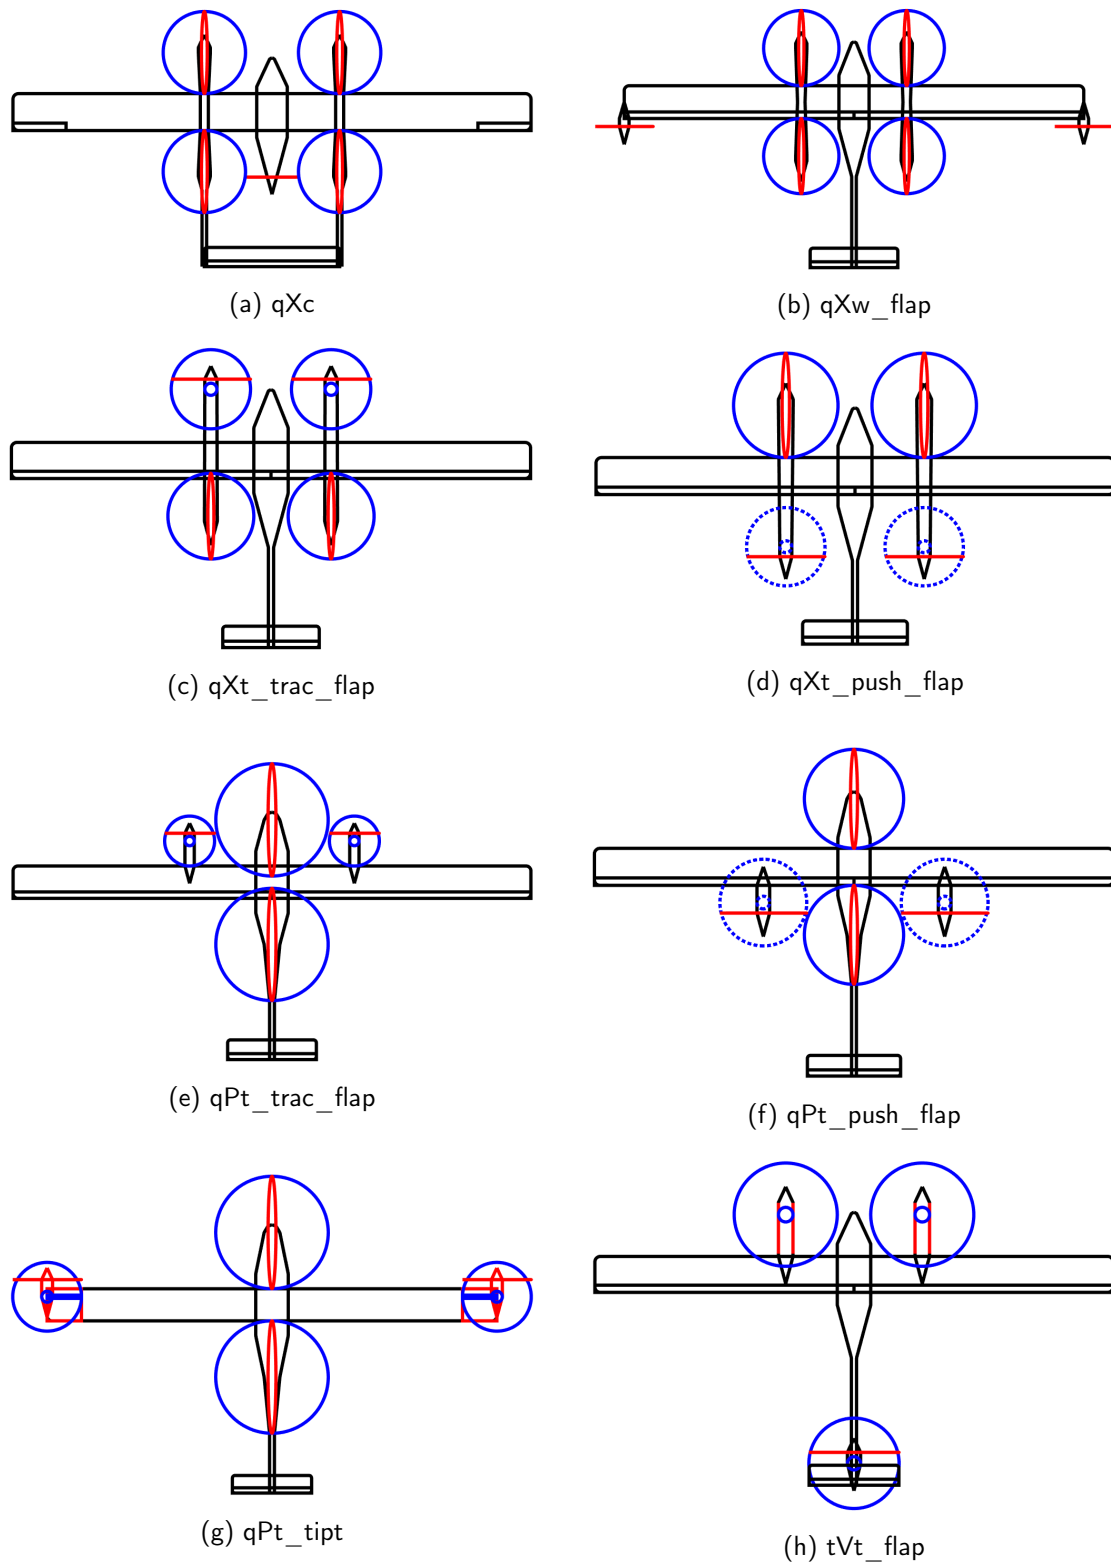 (a) qXc
(b) qXw_flap
(c) qXt_trac_flap
(d) qXt_push_flap
(e) qPt_trac_flap
(f) qPt_push_flap
(g) qPt_tipt
(h) tVt_flap